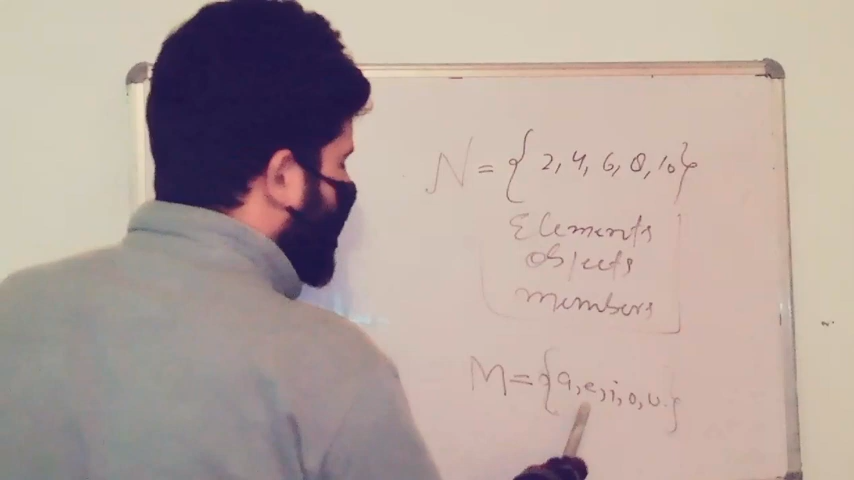 N = { 2, 4, 6, 8, 10}
Elements
objects
members
M = {a, e, i, o, u.}